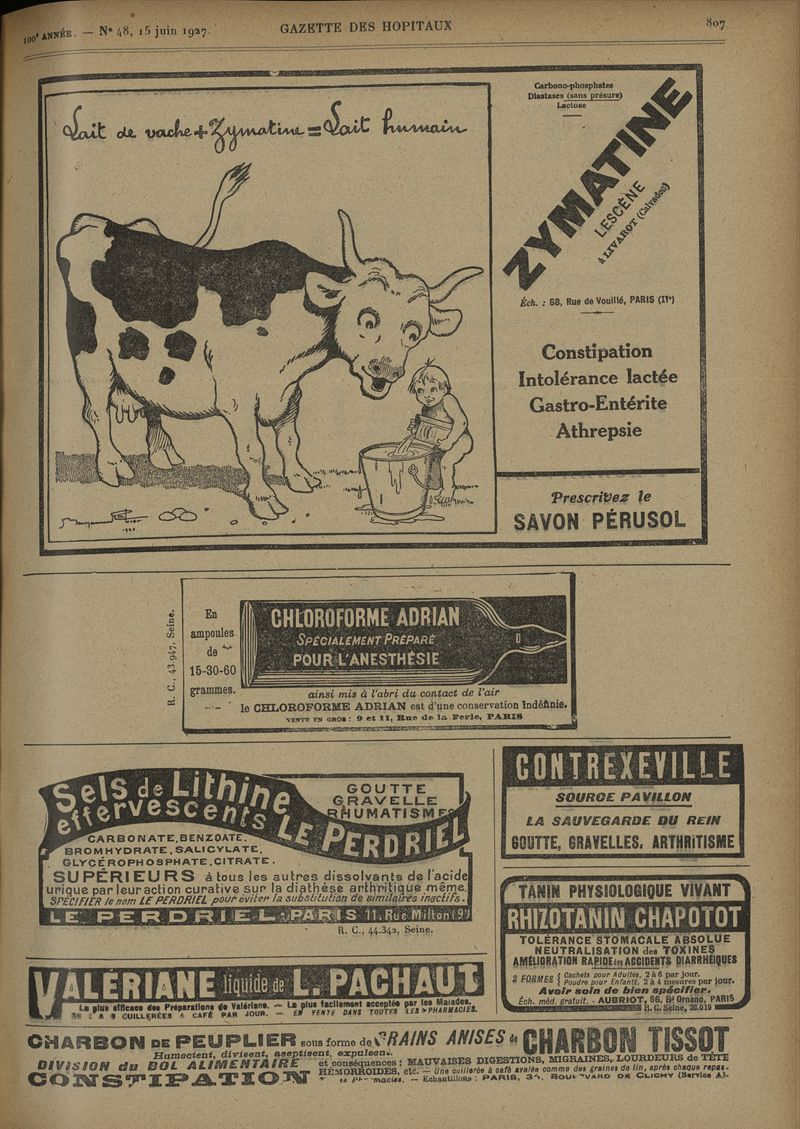 100e ANNÉE. — N° 48, 15 juin 1927.
GAZETTE DES HOPITAUX
807
Lait de vache + Zymatine = Lait humain
Carbono-phosphates
Diastases (sans présure)
Lactose
ZYMATINE
LESCÈNE
à LIVAROT (Calvados)
Éch. : 58, Rue de Vouillé, PARIS (
Constipation
Intolérance lactée
Gastro-Entérite
Athrepsie
Prescrivez le
SAVON PÉRUSOL
R. C., 43.947, Seine.
En
ampoules
de
15-30-60
grammes.
CHLOROFORME ADRIAN
SPÉCIALEMENT PRÉPARÉ
POUR L'ANESTHÉSIE
ainsi mis à l'abri du contact de l'air
le CHLOROFORME ADRIAN est d'une conservation Indéfinie.
VENTE EN GROS : 9 et 11, Rue de la Perle, PARIS
Sels de Lithine
effervescents LE PERDRIEL
GOUTTE
GRAVELLE
RHUMATISMES
CARBONATE, BENZOATE.
BROMHYDRATE, SALICYLATE,
GLYCÉROPHOSPHATE, CITRATE.
SUPÉRIEURS à tous les autres dissolvants de l'acide
urique par leur action curative sur la diathèse arthritique même.
SPÉCIFIER le nom LE PERDRIEL pour éviter la substitution de similaires inactifs.
LE PERDRIEL-PARIS 11, Rue Milton (9e)
R. C., 44.342, Seine.
CONTREXEVILLE
SOURCE PAVILLON
LA SAUVEGARDE DU REIN
GOUTTE, GRAVELLES, ARTHRITISME
TANIN PHYSIOLOGIQUE VIVANT
RHIZOTANIN CHAPOTOT
TOLÉRANCE STOMACALE ABSOLUE
NEUTRALISATION des TOXINES
AMÉLIORATION RAPIDE des ACCIDENTS DIARRHÉIQUES
2 FORMES { Cachets pour Adultes, 2 à 6 par jour.
Poudre pour Enfants, 2 à 4 mesures par jour.
Avoir soin de bien spécifier.
Éch. méd. gratuit. - AUBRIOT, 56, Bd Ornano, PARIS
R. C. Seine, 20.019
VALÉRIANE liquide de L. PACHAUT
La plus efficace des Préparations de Valériane. — La plus facilement acceptée par les Malades.
CUILLERÉES A CAFÉ PAR JOUR. — EN VENTE DANS TOUTES LES PHARMACIES.
CHARBON DE PEUPLIER sous forme de GRAINS ANISÉS de CHARBON TISSOT
Humectent, divisent, aseptisent, expulsent.
DIVISION du BOL ALIMENTAIRE et conséquences : MAUVAISES DIGESTIONS, MIGRAINES, LOURDEURS de TÊTE
CONSTIPATION HÉMORROIDES, etc. — Une cuillerée à café avalée comme des graines de lin, après chaque repas.
macies. — Echantillons : PARIS, 34, BOULEVARD DE CLICHY (Service A).